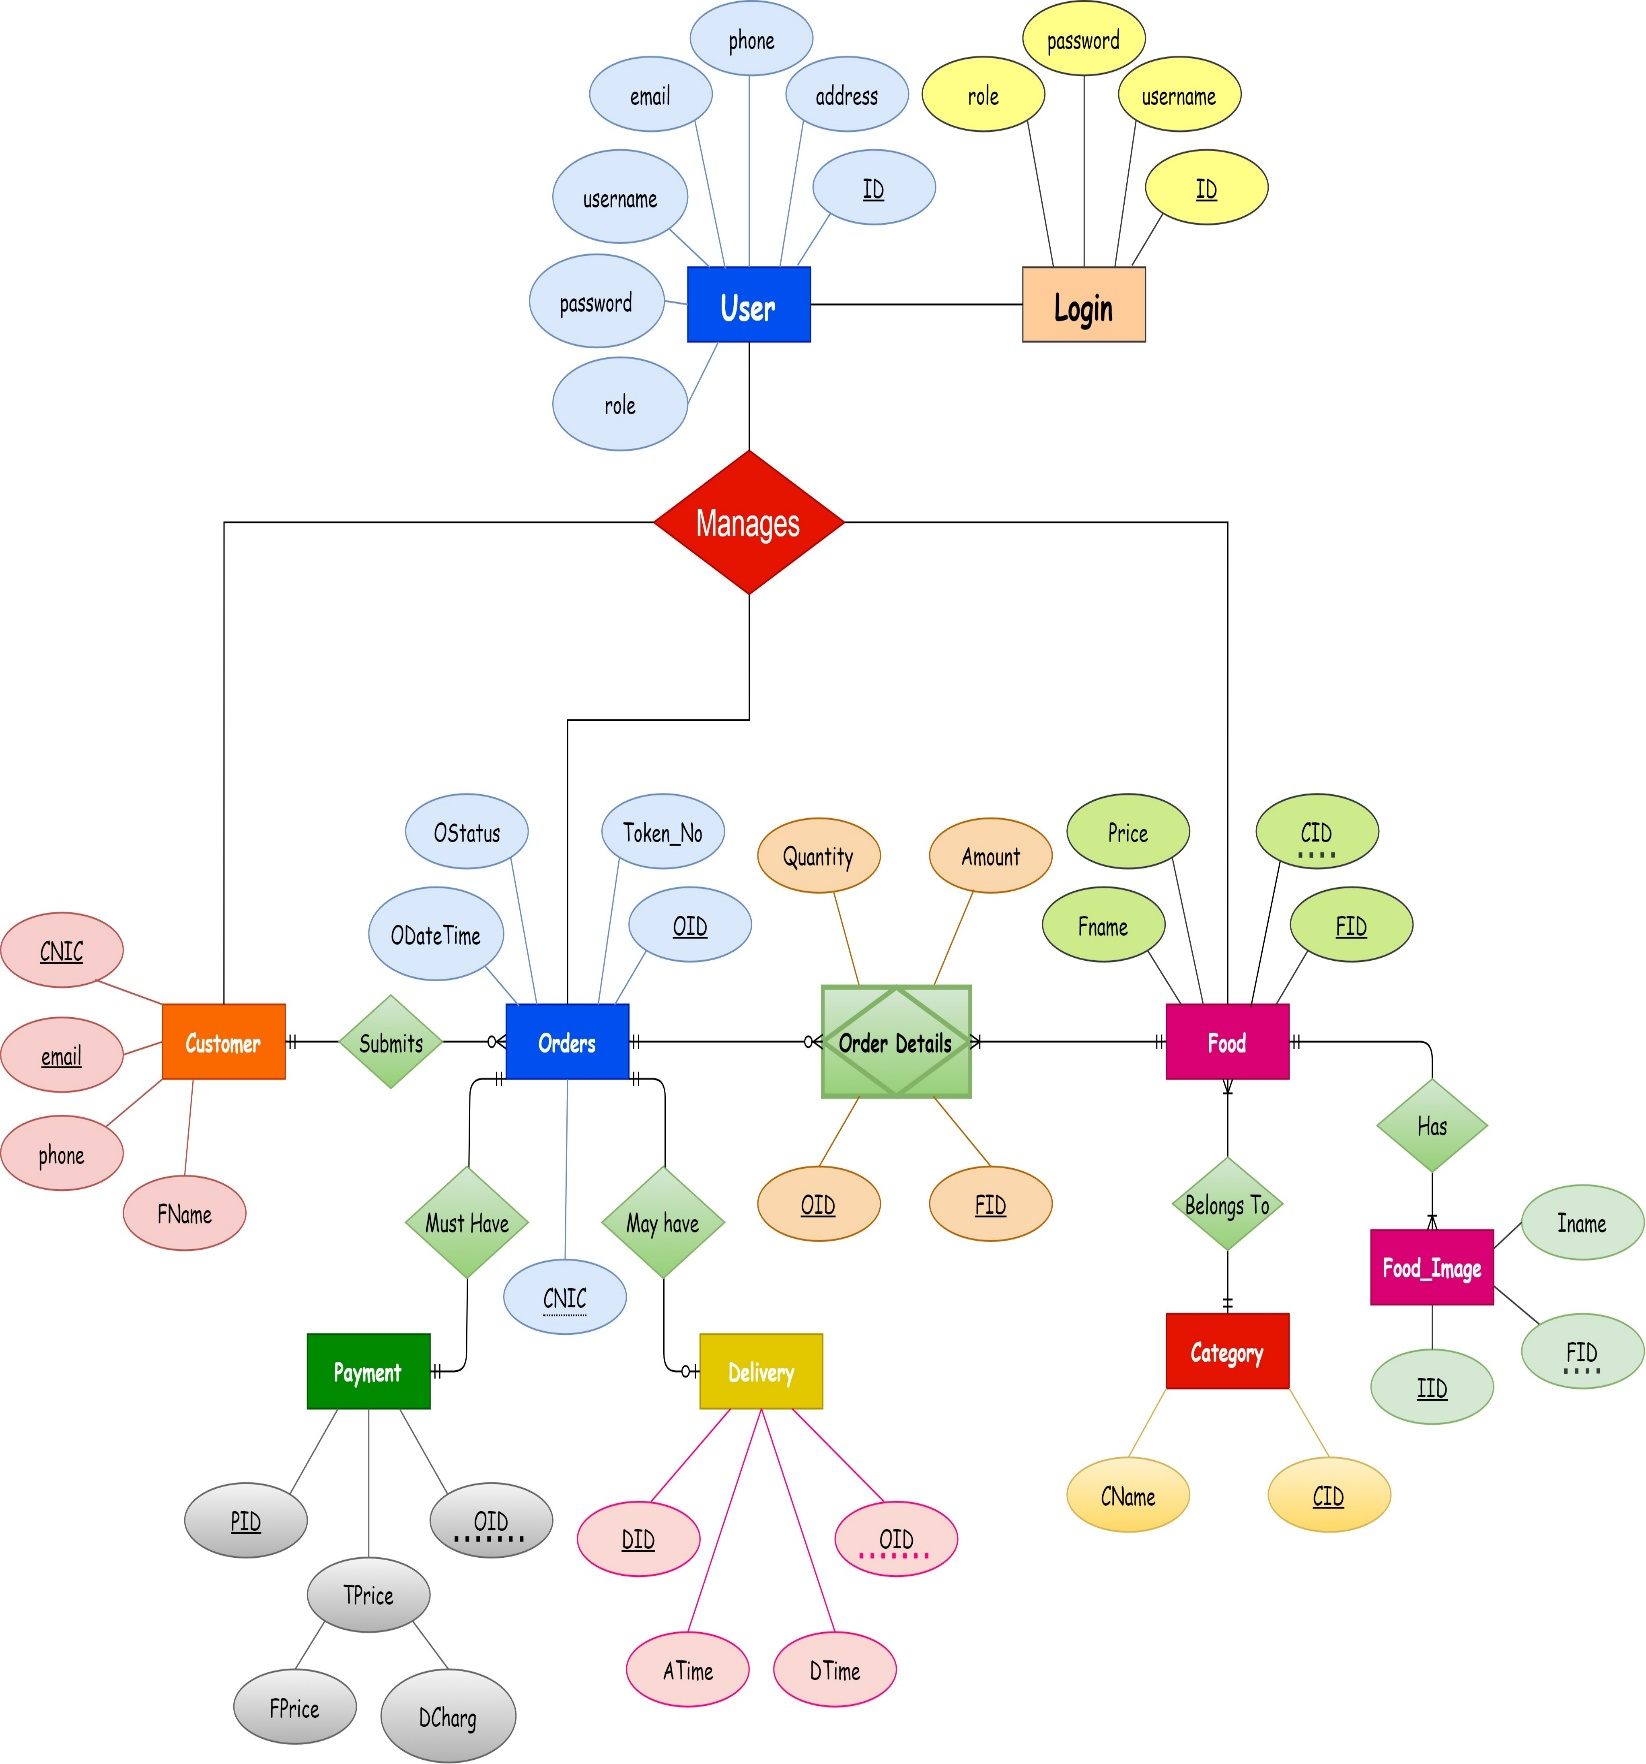 phone
password
email
address
role
username
username
ID
ID
password
User
Login
role
Manages
OStatus
Token_No
Quantity
Amount
Price
CID
ODateTime
OID
Fname
FID
CNIC
email
phone
FName
Customer
Submits
Orders
Order Details
Food
Has
Must Have
May have
OID
FID
Belongs To
Iname
Food_Image
CNIC
FID
IID
Payment
Delivery
Category
CName
CID
PID
OID
DID
OID
TPrice
ATime
DTime
FPrice
DCharg